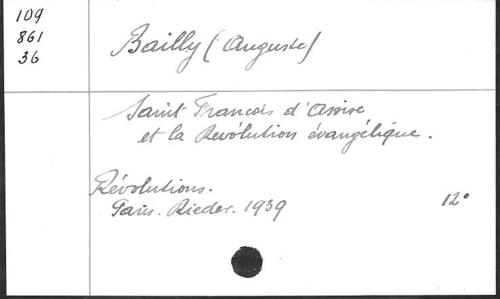 109
861
36
Bailly (Auguste)
Saint François d'Assise
et la Révolution évangélique.
Révolutions.
Paris. Rieder. 1939
12°